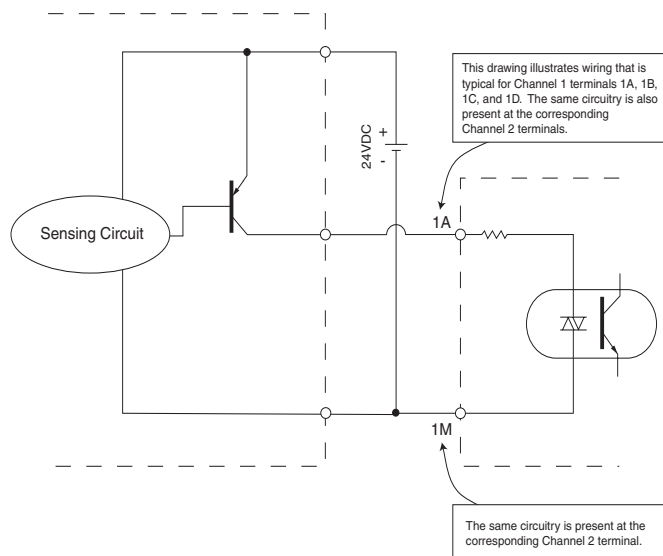 This drawing illustrates wiring that is
typical for Channel 1 terminals 1A, 1B,
1C, and 1D. The same circuitry is also
present at the corresponding
Channel 2 terminals.
24VDC
+
-
1A
Sensing Circuit
1M
The same circuitry is present at the
corresponding Channel 2 terminal.